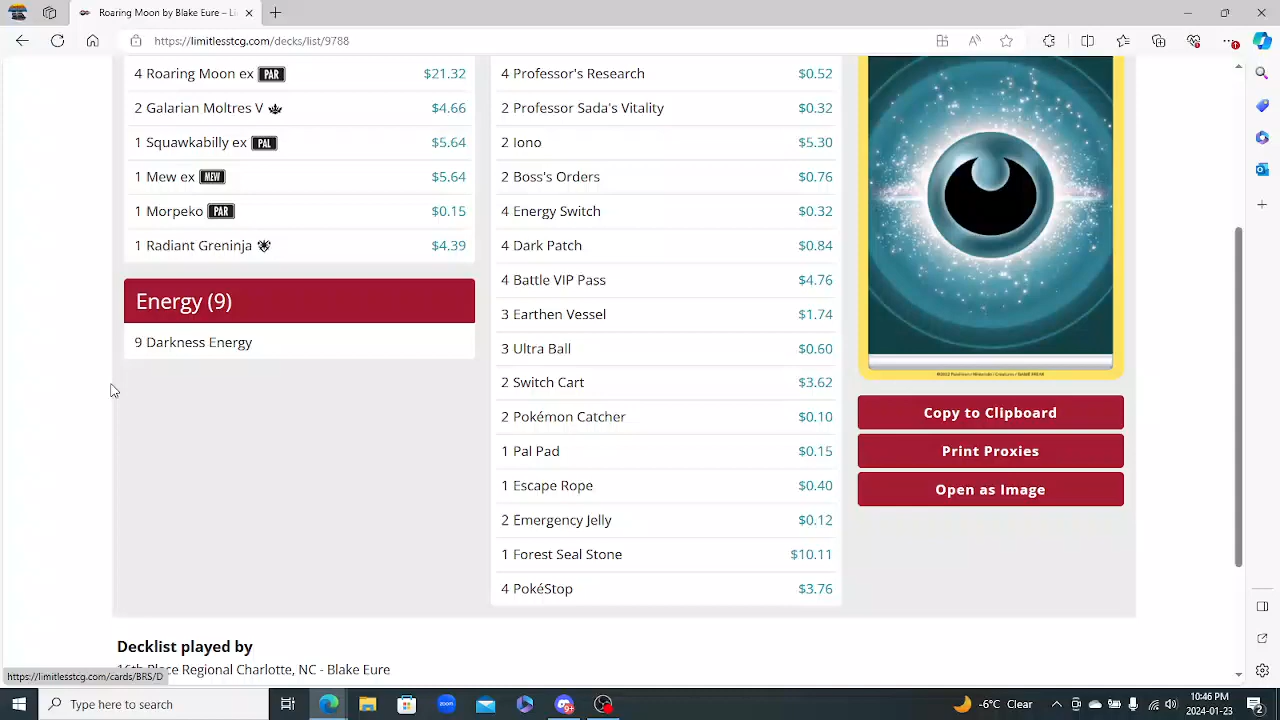 Roaring Moon by Blake Eure – Li
https://limitlesstcg.com/decks/list/9788
4 Roaring Moon ex PAR $21.32
2 Galarian Moltres V $4.66
1 Squawkabilly ex PAL $5.64
1 Mew ex MEW $5.64
1 Morpeko PAR $0.15
1 Radiant Greninja $4.39
Energy (9)
9 Darkness Energy
4 Professor's Research $0.52
2 Professor Sada's Vitality $0.32
2 Iono $5.30
2 Boss's Orders $0.76
4 Energy Switch $0.32
4 Dark Patch $0.84
4 Battle VIP Pass $4.76
3 Earthen Vessel $1.74
3 Ultra Ball $0.60
2 Switch Cart $3.62
2 Pokémon Catcher $0.10
1 Pal Pad $0.15
1 Escape Rope $0.40
2 Emergency Jelly $0.12
1 Forest Seal Stone $10.11
4 PokéStop $3.76
Copy to Clipboard
Print Proxies
Open as Image
Decklist played by
Place Regional Charlotte, NC - Blake Eure
Type here to search
zoom
-5°C Clear
10:46 PM
2024-01-23